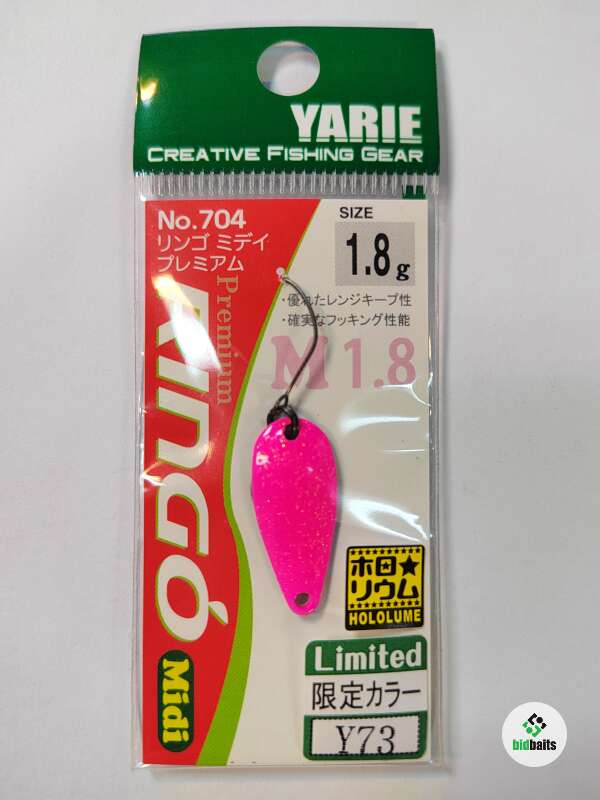 YARIE
CREATIVE FISHING GEAR
No.704
リンゴ ミデイ
プレミアム
SIZE
1.8g
・優れたレンジキープ性
・確実なフッキング性能
M1.8
Premium
RINGO
Midi
ホロ★
リウム
HOLOLUME
Limited
限定カラー
Y73
bidbaits